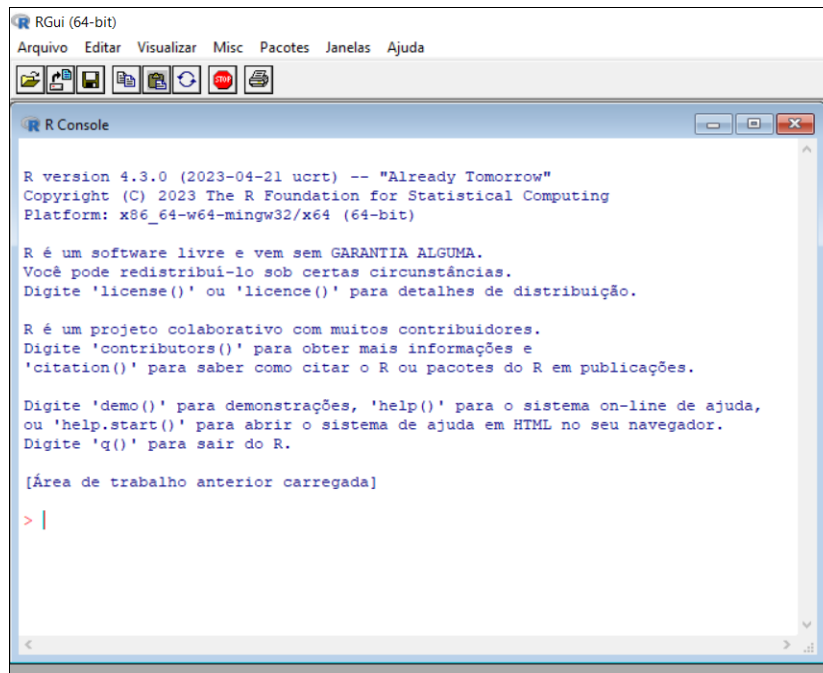 RGui (64-bit)
Arquivo Editar Visualizar Misc Pacotes Janelas Ajuda
STOP
R Console
R version 4.3.0 (2023-04-21 ucrt) -- "Already Tomorrow"
Copyright (C) 2023 The R Foundation for Statistical Computing
Platform: x86_64-w64-mingw32/x64 (64-bit)
R é um software livre e vem sem GARANTIA ALGUMA.
Você pode redistribuí-lo sob certas circunstâncias.
Digite 'license()' ou 'licence()' para detalhes de distribuição.
R é um projeto colaborativo com muitos contribuidores.
Digite 'contributors()' para obter mais informações e
'citation()' para saber como citar o R ou pacotes do R em publicações.
Digite 'demo()' para demonstrações, 'help()' para o sistema on-line de ajuda,
ou 'help.start()' para abrir o sistema de ajuda em HTML no seu navegador.
Digite 'q()' para sair do R.
[Área de trabalho anterior carregada]
>